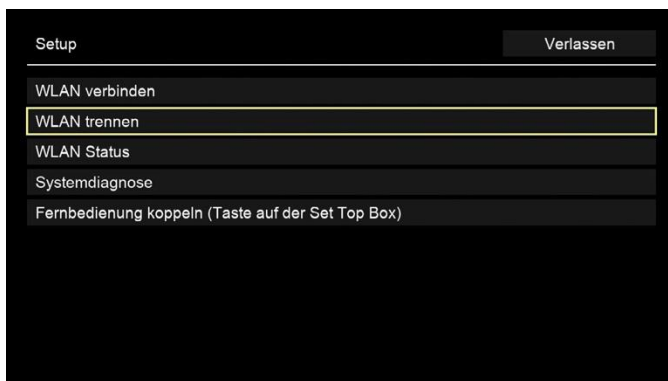 Setup
Verlassen
WLAN verbinden
WLAN trennen
WLAN Status
Systemdiagnose
Fernbedienung koppeln (Taste auf der Set Top Box)